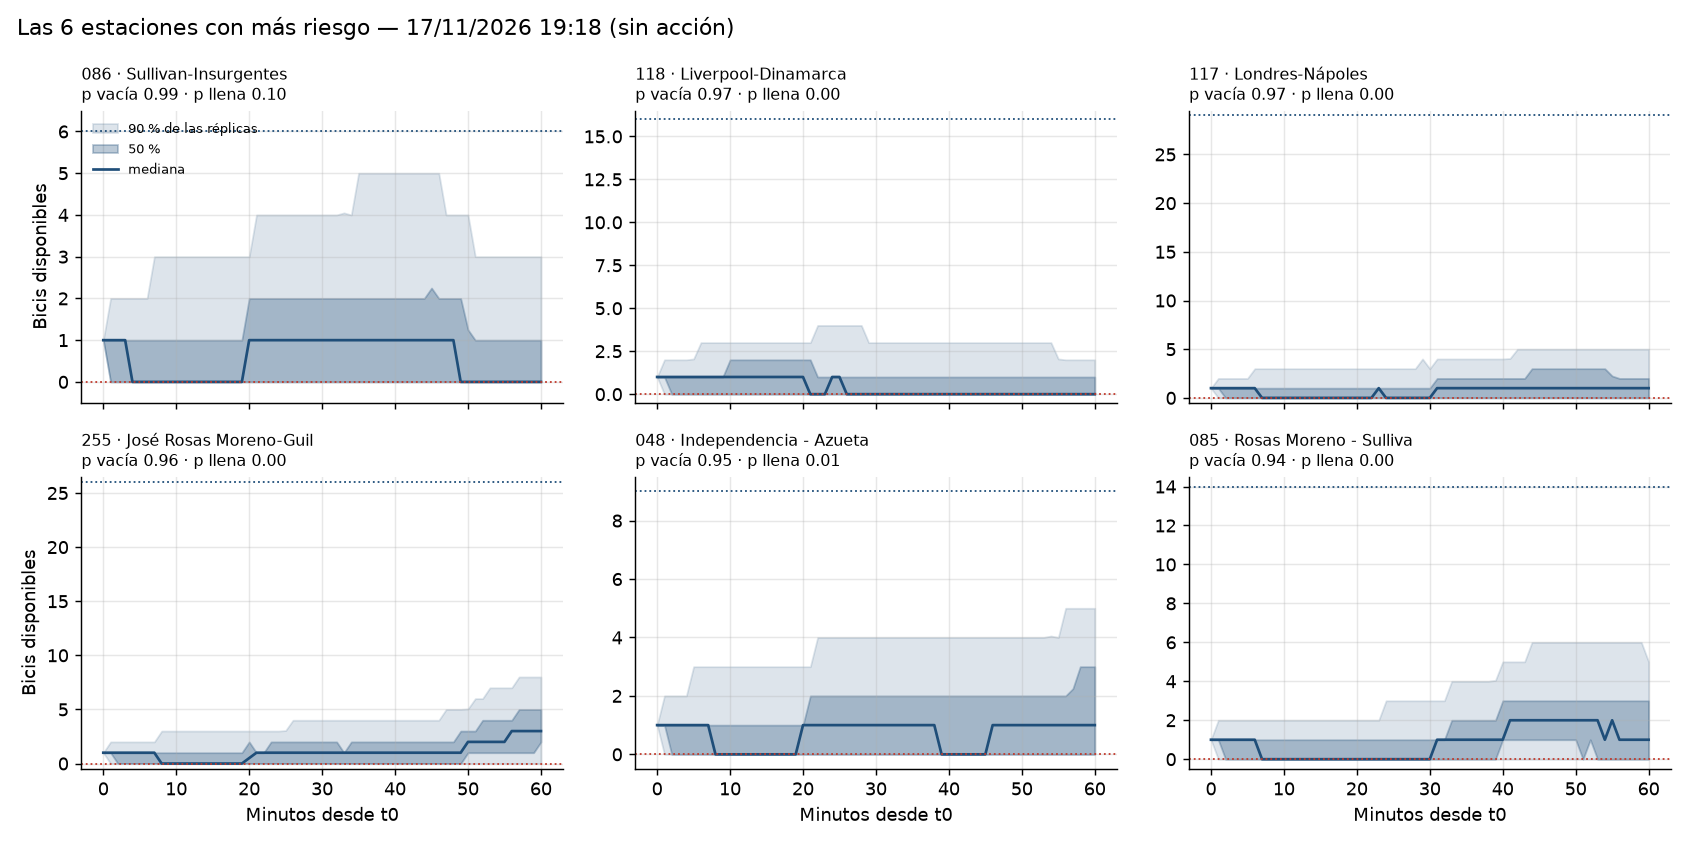 Las 6 estaciones con más riesgo — 17/11/2026 19:18 (sin acción)
086 · Sullivan-Insurgentes
p vacía 0.99 · p llena 0.10
90 % de las réplicas
50 %
mediana
Bicis disponibles
6
5
4
3
2
1
0
118 · Liverpool-Dinamarca
p vacía 0.97 · p llena 0.00
15.0
12.5
10.0
7.5
5.0
2.5
0.0
117 · Londres-Nápoles
p vacía 0.97 · p llena 0.00
25
20
15
10
5
0
255 · José Rosas Moreno-Guil
p vacía 0.96 · p llena 0.00
Bicis disponibles
25
20
15
10
5
0
0 10 20 30 40 50 60
Minutos desde t0
048 · Independencia - Azueta
p vacía 0.95 · p llena 0.01
8
6
4
2
0
0 10 20 30 40 50 60
Minutos desde t0
085 · Rosas Moreno - Sulliva
p vacía 0.94 · p llena 0.00
14
12
10
8
6
4
2
0
0 10 20 30 40 50 60
Minutos desde t0